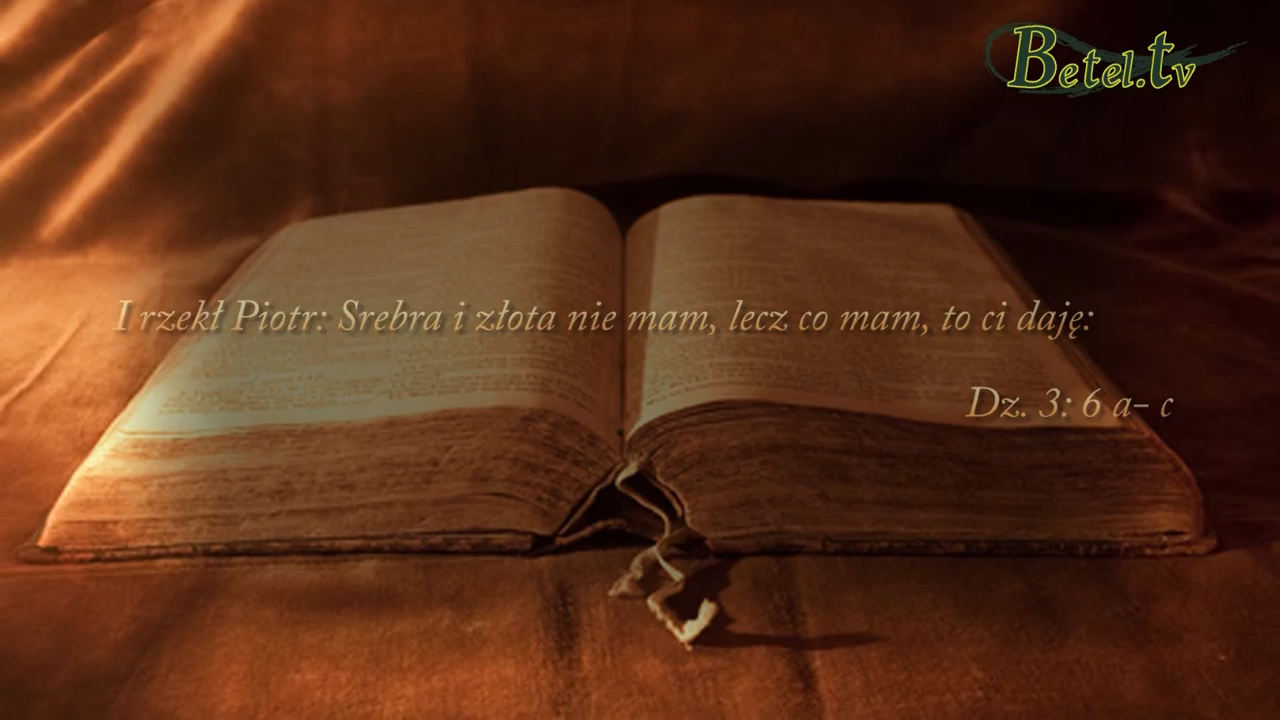 Betel.tv
I rzekł Piotr: Srebra i złota nie mam, lecz co mam, to ci daję:
Dz. 3: 6 a- c